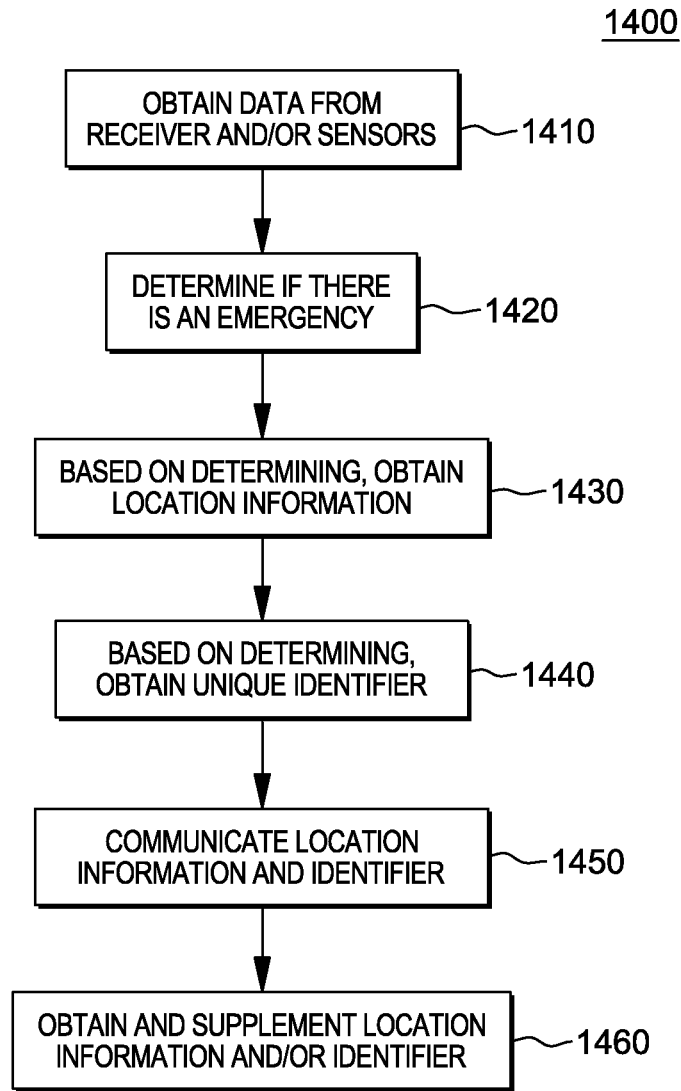 1400
OBTAIN DATA FROM
RECEIVER AND/OR SENSORS
1410
DETERMINE IF THERE
IS AN EMERGENCY
1420
BASED ON DETERMINING, OBTAIN
LOCATION INFORMATION
1430
BASED ON DETERMINING,
OBTAIN UNIQUE IDENTIFIER
1440
COMMUNICATE LOCATION
INFORMATION AND IDENTIFIER
1450
OBTAIN AND SUPPLEMENT LOCATION
INFORMATION AND/OR IDENTIFIER
1460